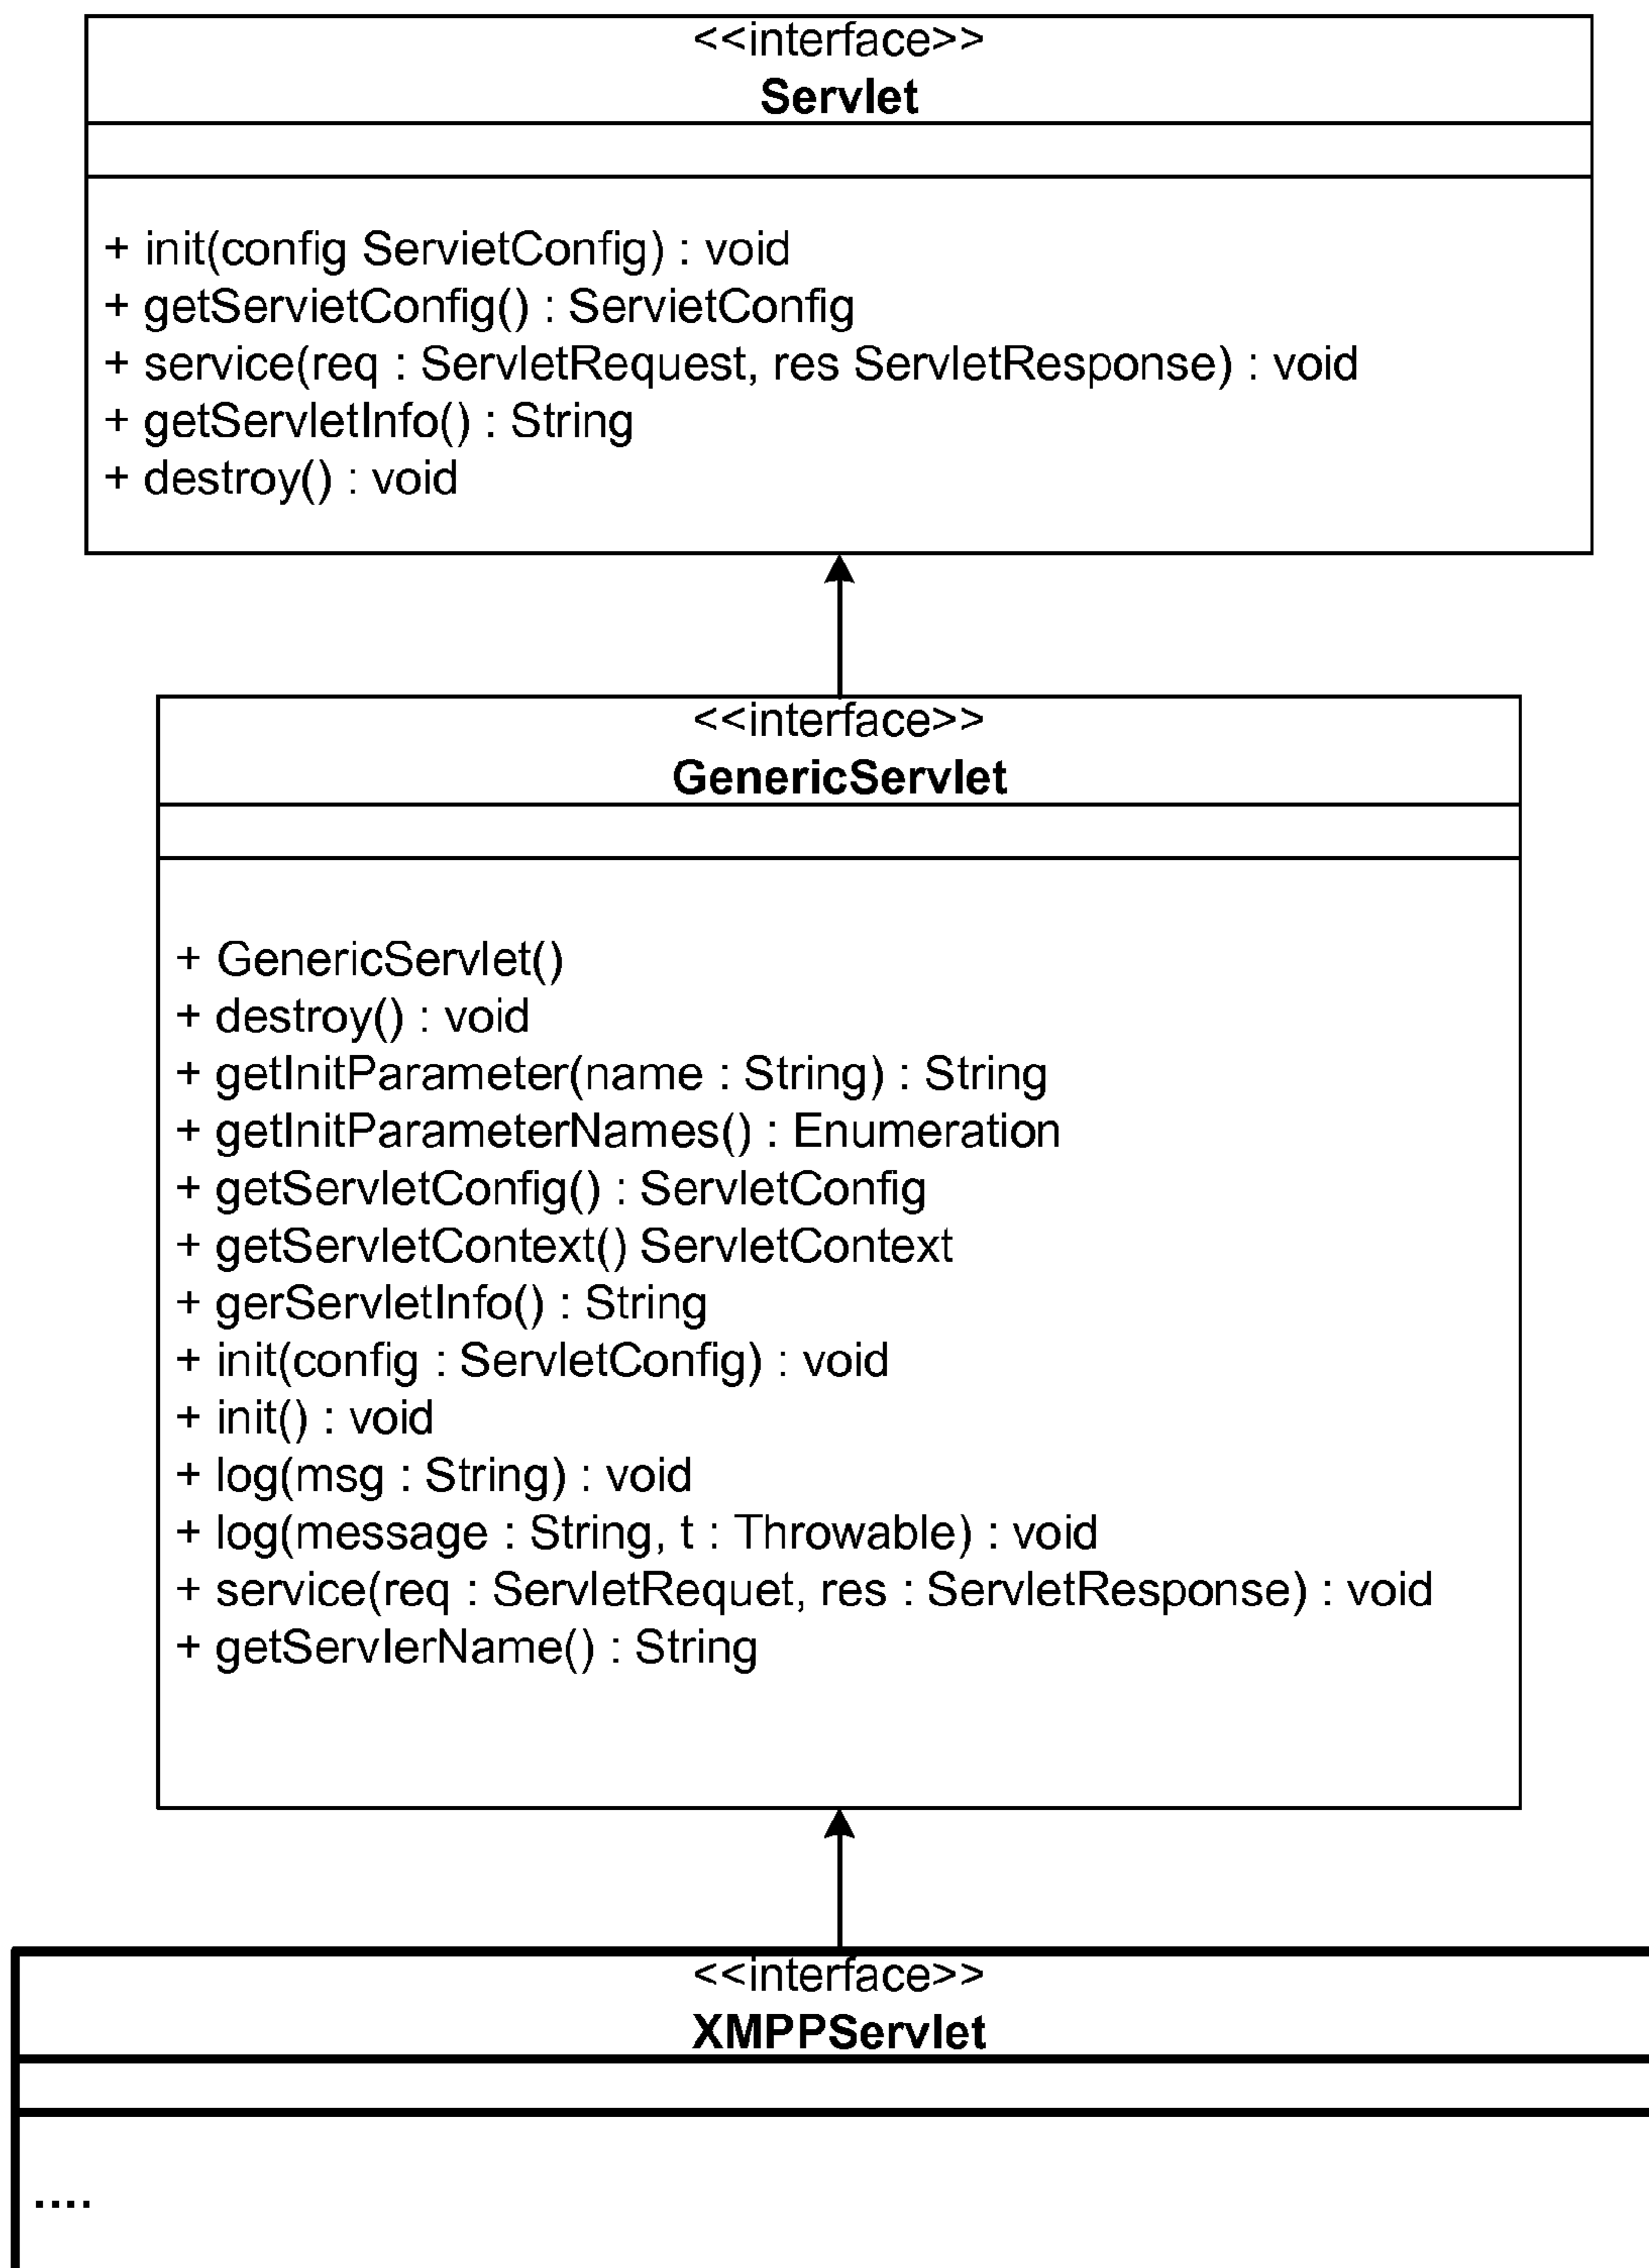 <<interface>>
Servlet
+ init(config ServietConfig) : void
+ getServietConfig() : ServietConfig
+ service(req : ServletRequest, res ServletResponse) : void
+ getServletInfo() : String
+ destroy() : void
<<interface>>
GenericServlet
+ GenericServlet()
+ destroy() : void
+ getInitParameter(name : String) : String
+ getInitParameterNames() : Enumeration
+ getServletConfig() : ServletConfig
+ getServletContext() ServletContext
+ gerServletInfo() : String
+ init(config : ServletConfig) : void
+ init() : void
+ log(msg : String) : void
+ log(message : String, t : Throwable) : void
+ service(req : ServletRequet, res : ServletResponse) : void
+ getServlerName() : String
<<interface>>
XMPPServlet
....